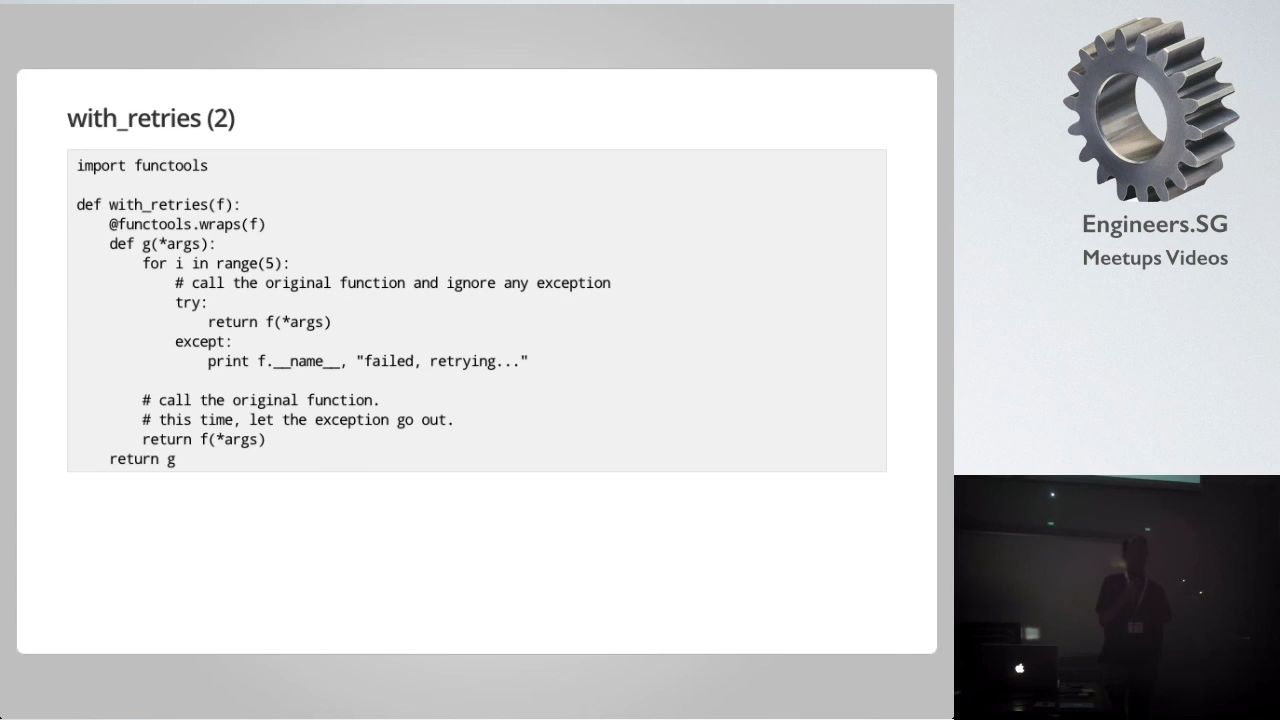 with_retries (2)
import functools
def with_retries(f):
    @functools.wraps(f)
    def g(*args):
        for i in range(5):
            # call the original function and ignore any exception
            try:
                return f(*args)
            except:
                print f.__name__, "failed, retrying..."
        # call the original function.
        # this time, let the exception go out.
        return f(*args)
    return g
Engineers.SG
Meetups Videos